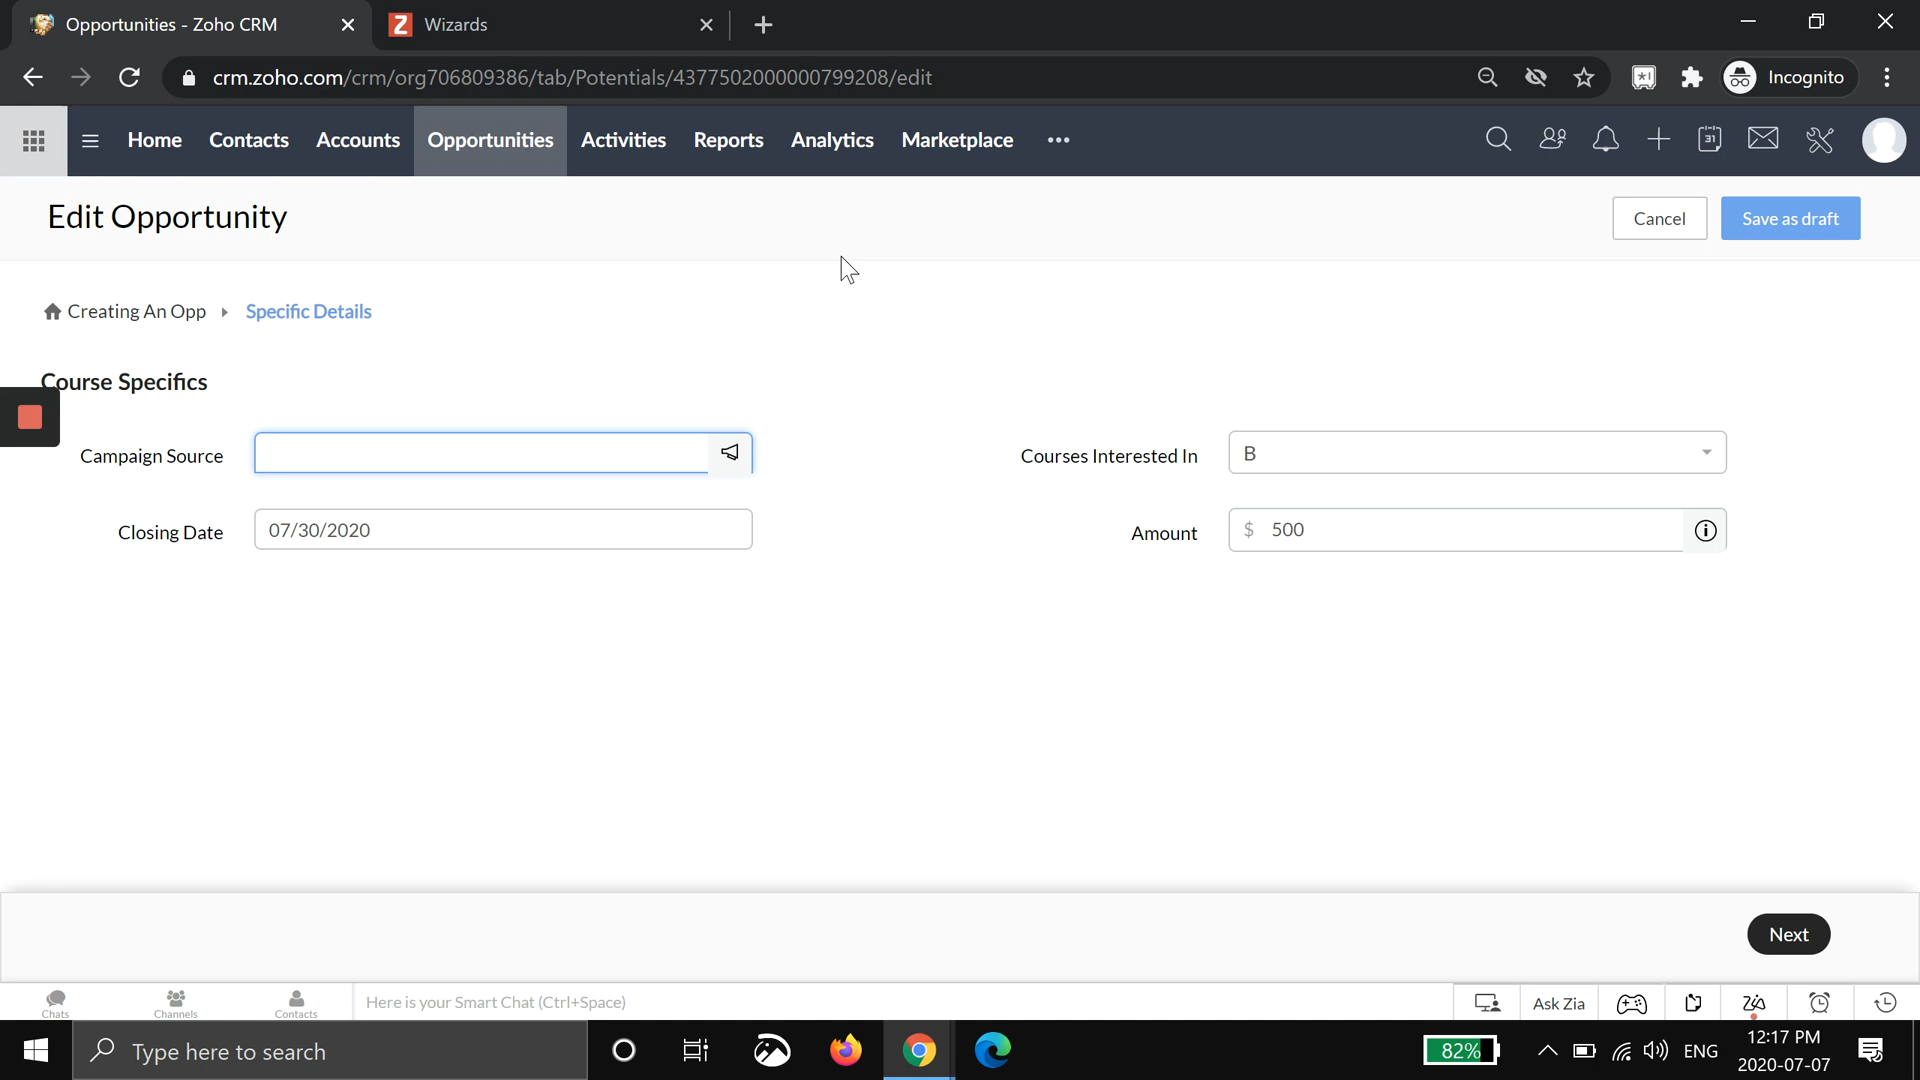 Opportunities - Zoho CRM
Wizards
crm.zoho.com/crm/org706809386/tab/Potentials/4377502000000799208/edit
Incognito
Home Contacts Accounts Opportunities Activities Reports Analytics Marketplace
31
Edit Opportunity
Cancel
Save as draft
Creating An Opp
Specific Details
Course Specifics
Campaign Source
Courses Interested In
B
Closing Date
07/30/2020
Amount
$ 500
Next
Chats
Channels
Contacts
Here is your Smart Chat (Ctrl+Space)
Ask Zia
Type here to search
82%
ENG
12:17 PM
2020-07-07